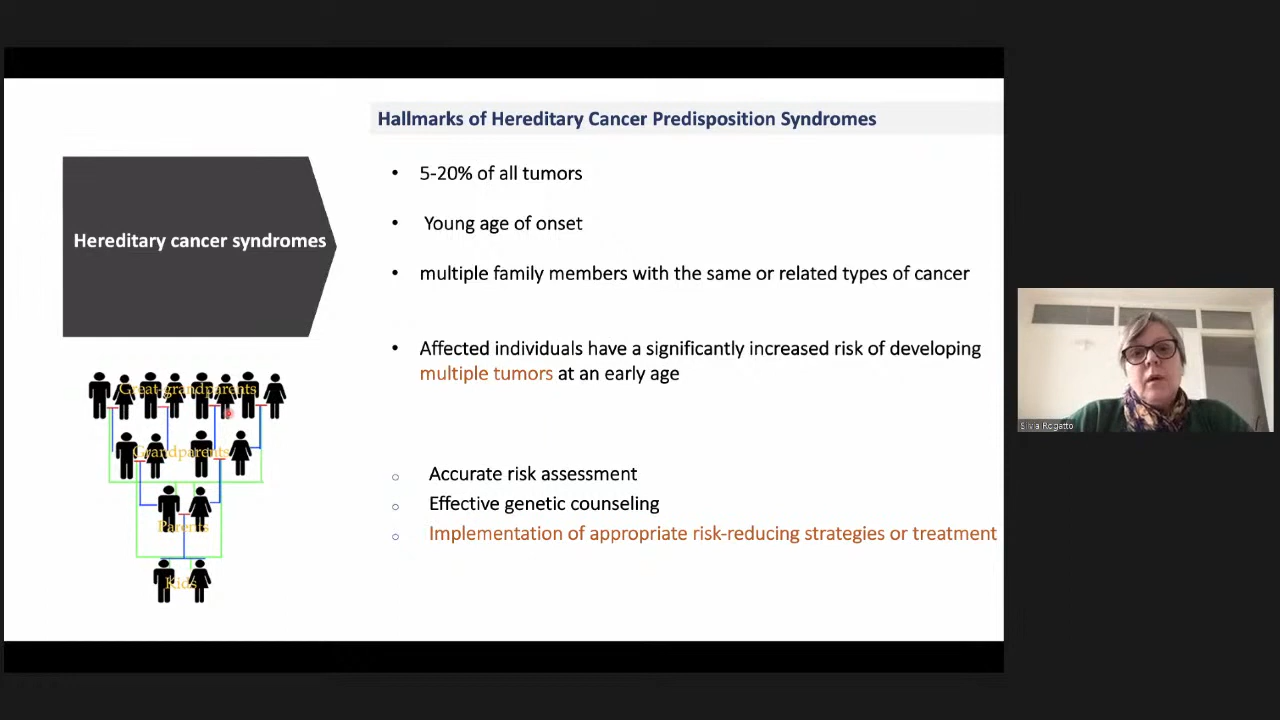 Hallmarks of Hereditary Cancer Predisposition Syndromes
Hereditary cancer syndromes
• 5-20% of all tumors
• Young age of onset
• multiple family members with the same or related types of cancer
• Affected individuals have a significantly increased risk of developing
multiple tumors at an early age
○ Accurate risk assessment
○ Effective genetic counseling
○ Implementation of appropriate risk-reducing strategies or treatment
Great-grandparents
Grandparents
Parents
Kids
Silvia Rogatto